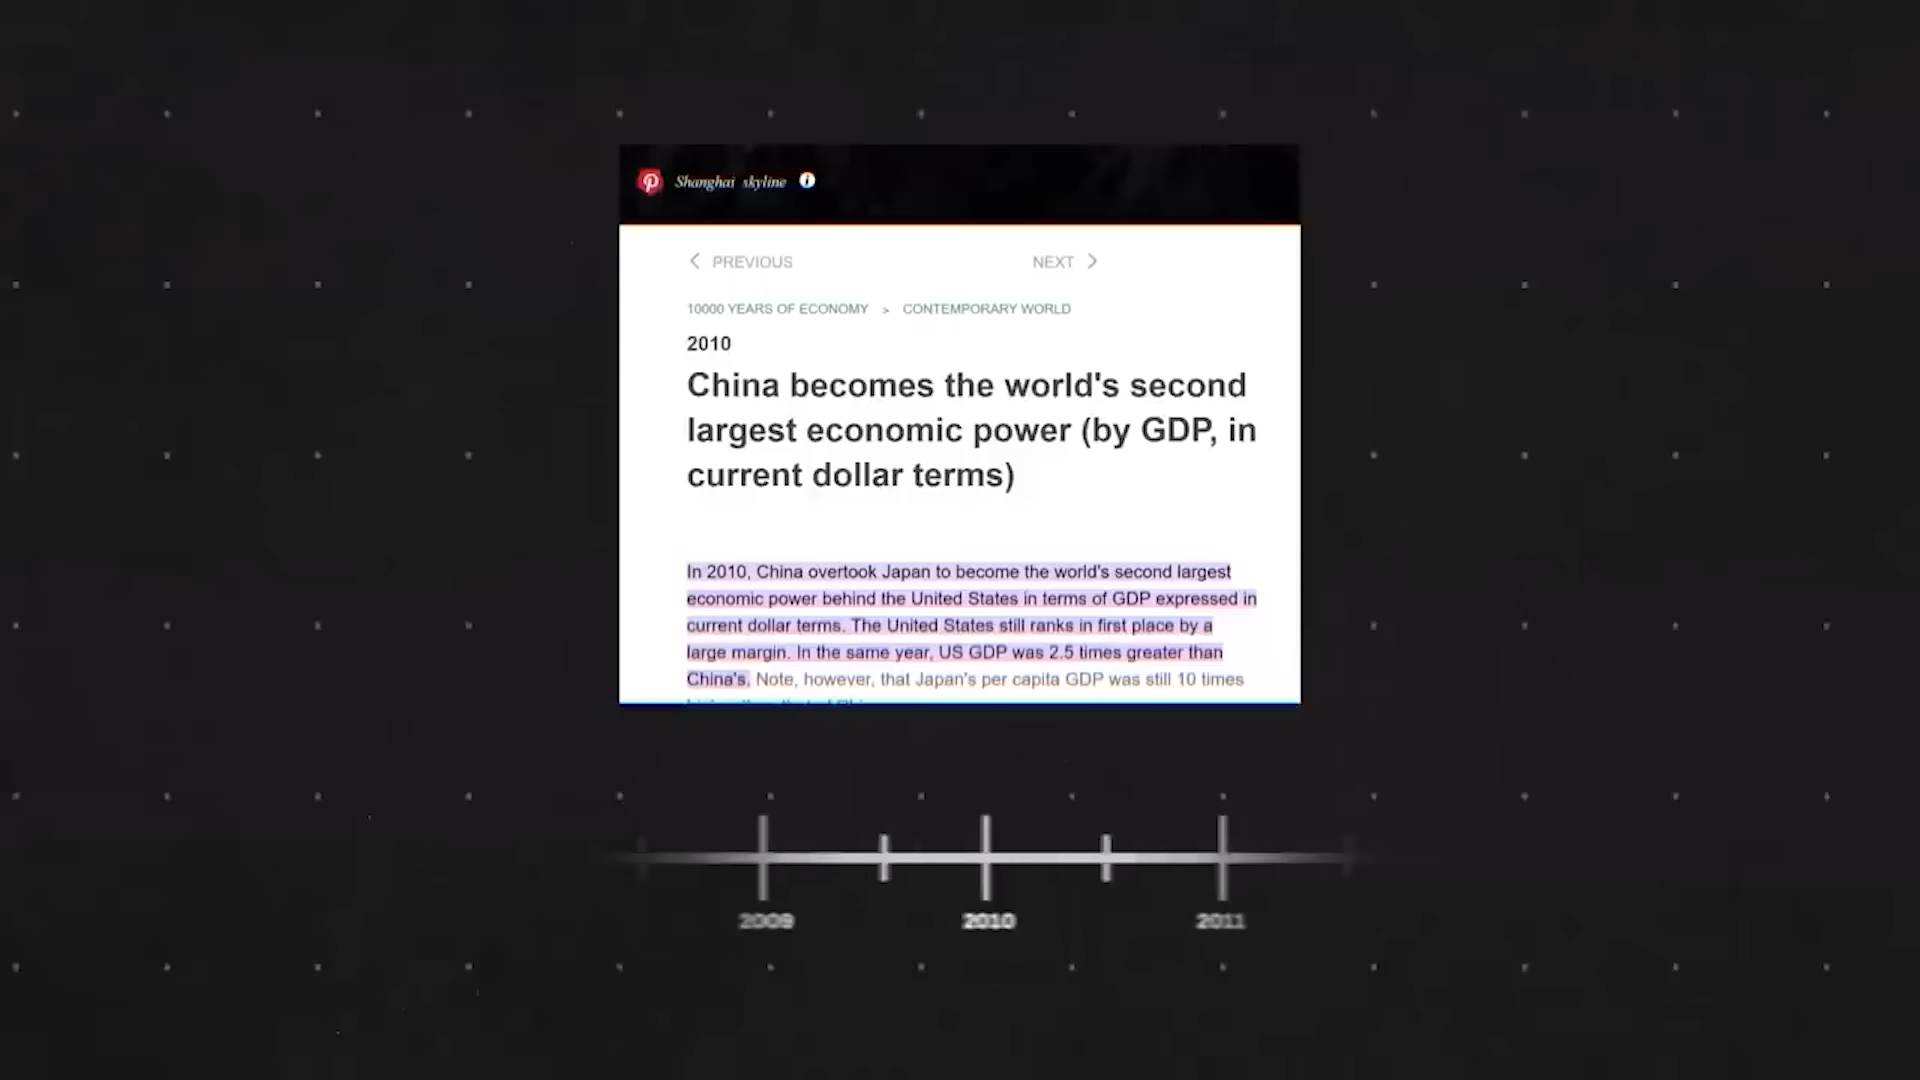 Shanghai skyline
PREVIOUS
NEXT
10000 YEARS OF ECONOMY > CONTEMPORARY WORLD
2010
China becomes the world's second
largest economic power (by GDP, in
current dollar terms)
In 2010, China overtook Japan to become the world's second largest
economic power behind the United States in terms of GDP expressed in
current dollar terms. The United States still ranks in first place by a
large margin. In the same year, US GDP was 2.5 times greater than
China's. Note, however, that Japan's per capita GDP was still 10 times
2009
2010
2011